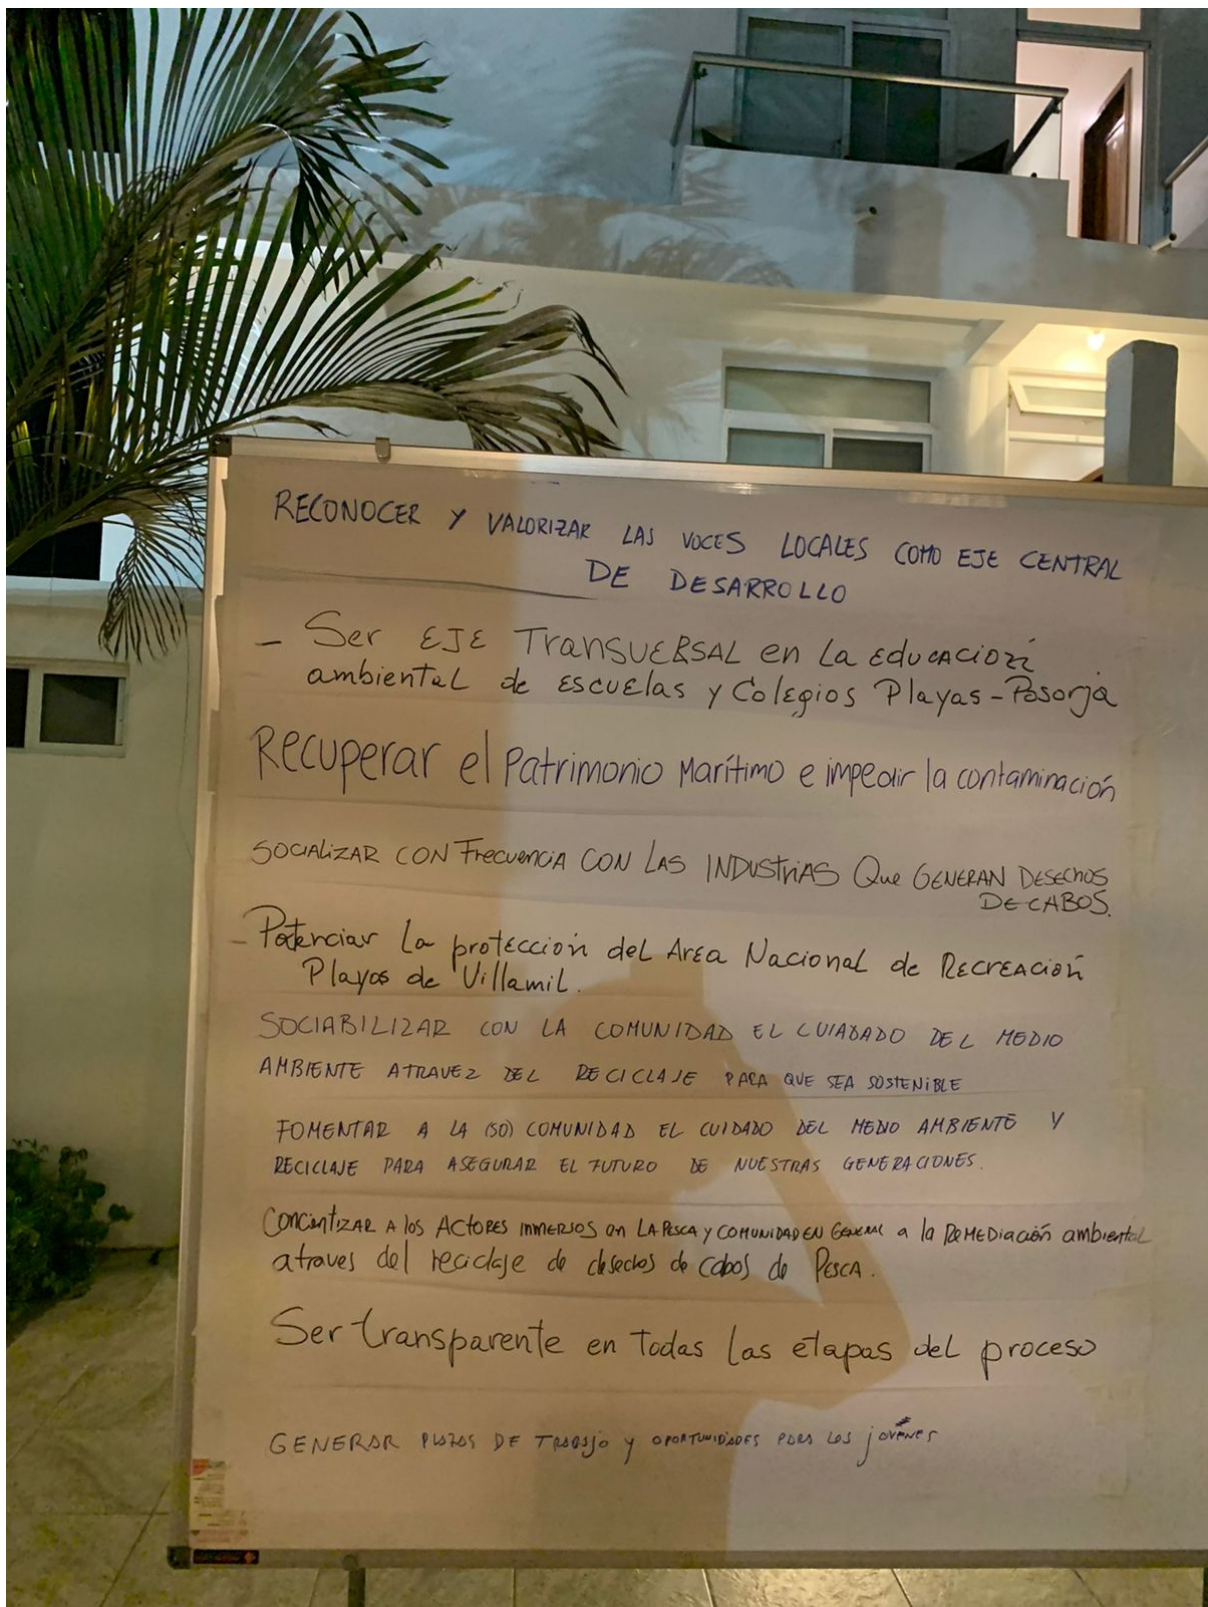 RECONOCER Y VALORIZAR LAS VOCES LOCALES COMO EJE CENTRAL
DE DESARROLLO
- Ser EJE TRANSVERSAL en La Educación
ambiental de Escuelas y Colegios Playas - Posorja
Recuperar el Patrimonio Marítimo e impedir la contaminación
SOCIALIZAR CON Frecuencia CON LAS INDUSTRIAS Que GENERAN DESECHOS
DE CABOS.
- Potenciar La protección del Area Nacional de Recreación
Playas de Villamil.
SOCIABILIZAR CON LA COMUNIDAD EL CUIADADO DEL MEDIO
AMBIENTE ATRAVEZ DEL RECICLAJE PARA QUE SEA SOSTENIBLE
FOMENTAR A LA (SO) COMUNIDAD EL CUIDADO DEL MEDIO AMBIENTE Y
RECICLAJE PARA ASEGURAR EL FUTURO DE NUESTRAS GENERACIONES.
Concientizar A los Actores inmersos en LA PESCA y COMUNIDAD EN GENERAL a la Remediación ambiental
atraves del reciclaje de desechos de cabos de PESCA.
Ser transparente en Todas las etapas del proceso
GENERAR PLAZAS DE TRABAJO y OPORTUNIDADES PARA LOS jovenes